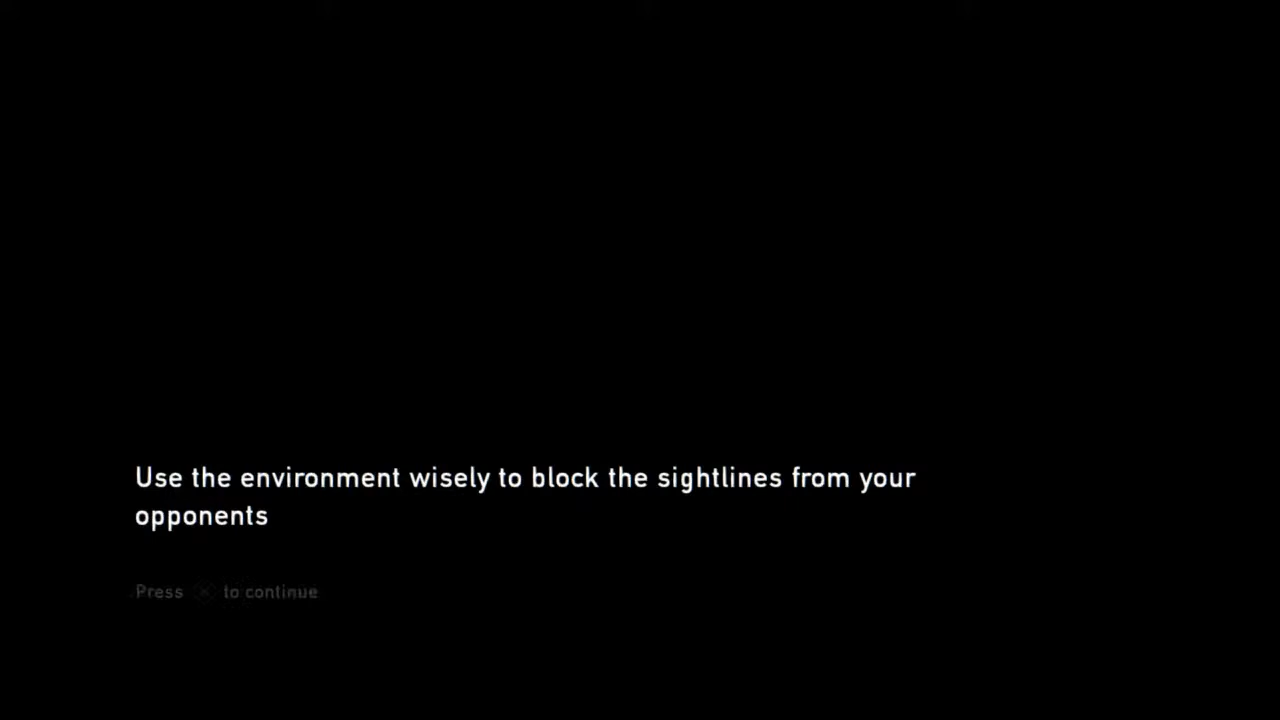 Use the environment wisely to block the sightlines from your
opponents
Press ⓧ to continue